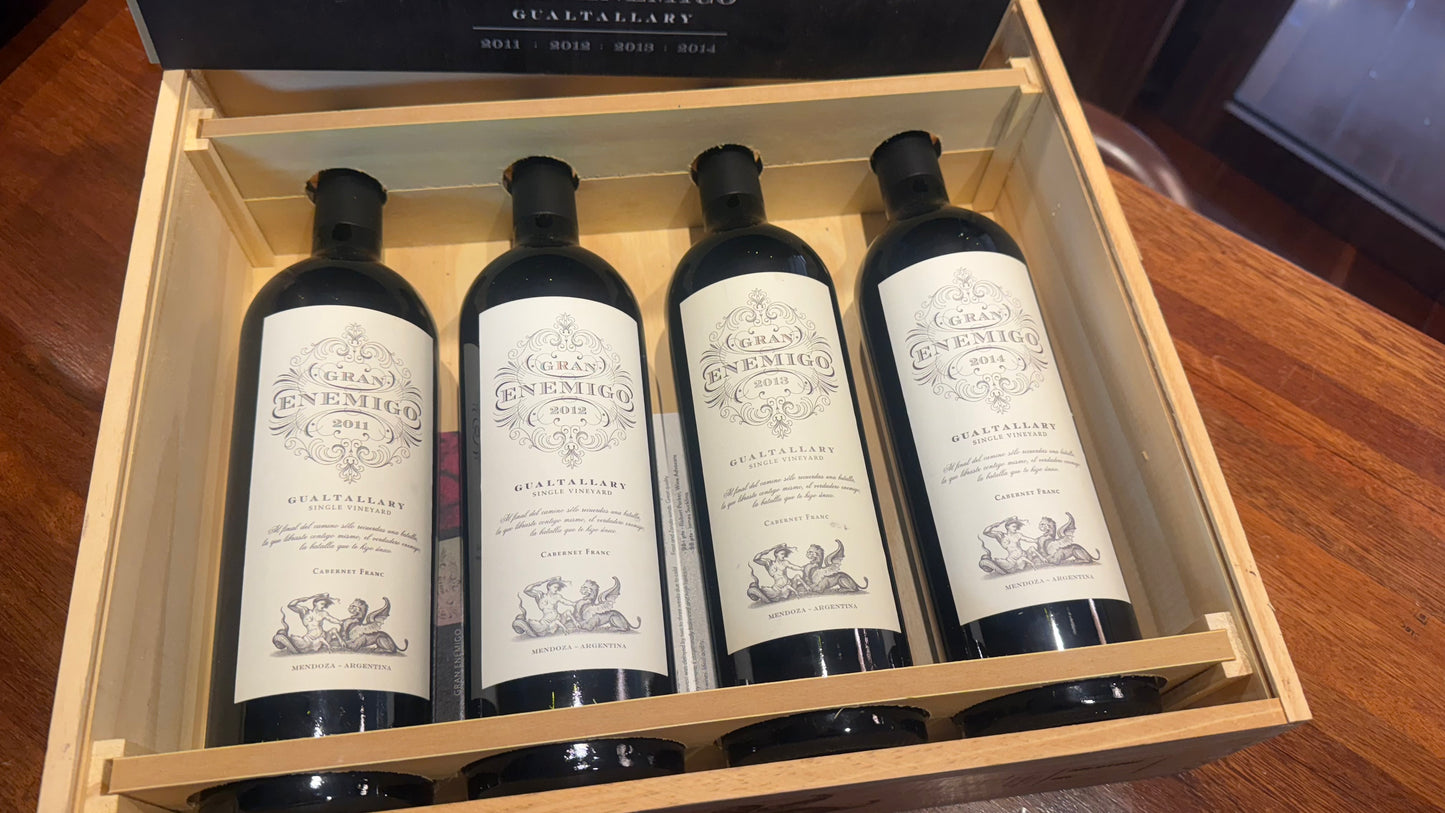 GUALTALLARY
2011 : 2012 : 2013 : 2014
GRAN
ENEMIGO
2011
GUALTALLARY
SINGLE VINEYARD
Al final del camino sólo recuerdas una batalla,
la que libraste contigo mismo, el verdadero enemigo,
la batalla que te hizo único.
CABERNET FRANC
MENDOZA - ARGENTINA
GRAN
ENEMIGO
2012
GUALTALLARY
SINGLE VINEYARD
Al final del camino sólo recuerdas una batalla,
la que libraste contigo mismo, el verdadero enemigo,
la batalla que te hizo único.
CABERNET FRANC
MENDOZA - ARGENTINA
GRAN
ENEMIGO
2013
GUALTALLARY
SINGLE VINEYARD
Al final del camino sólo recuerdas una batalla,
la que libraste contigo mismo, el verdadero enemigo,
la batalla que te hizo único.
CABERNET FRANC
MENDOZA - ARGENTINA
GRAN
ENEMIGO
2014
GUALTALLARY
SINGLE VINEYARD
Al final del camino sólo recuerdas una batalla,
la que libraste contigo mismo, el verdadero enemigo,
la batalla que te hizo único.
CABERNET FRANC
MENDOZA - ARGENTINA
GRAN ENEMIGO